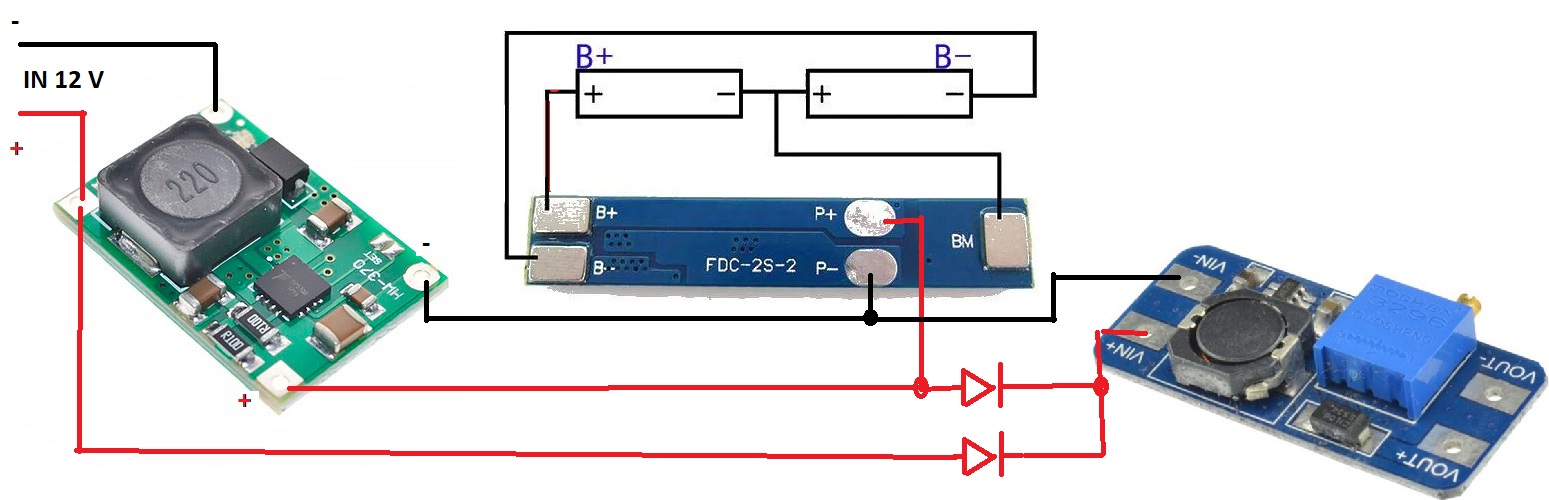 -
IN 12 V
+
220
-
SET
HW-370
R100
+
B+
B−
+
−
+
−
B+
P+
BM
B-
FDC-2S-2
P-
VIN-
VIN+
VOUT-
VOUT+